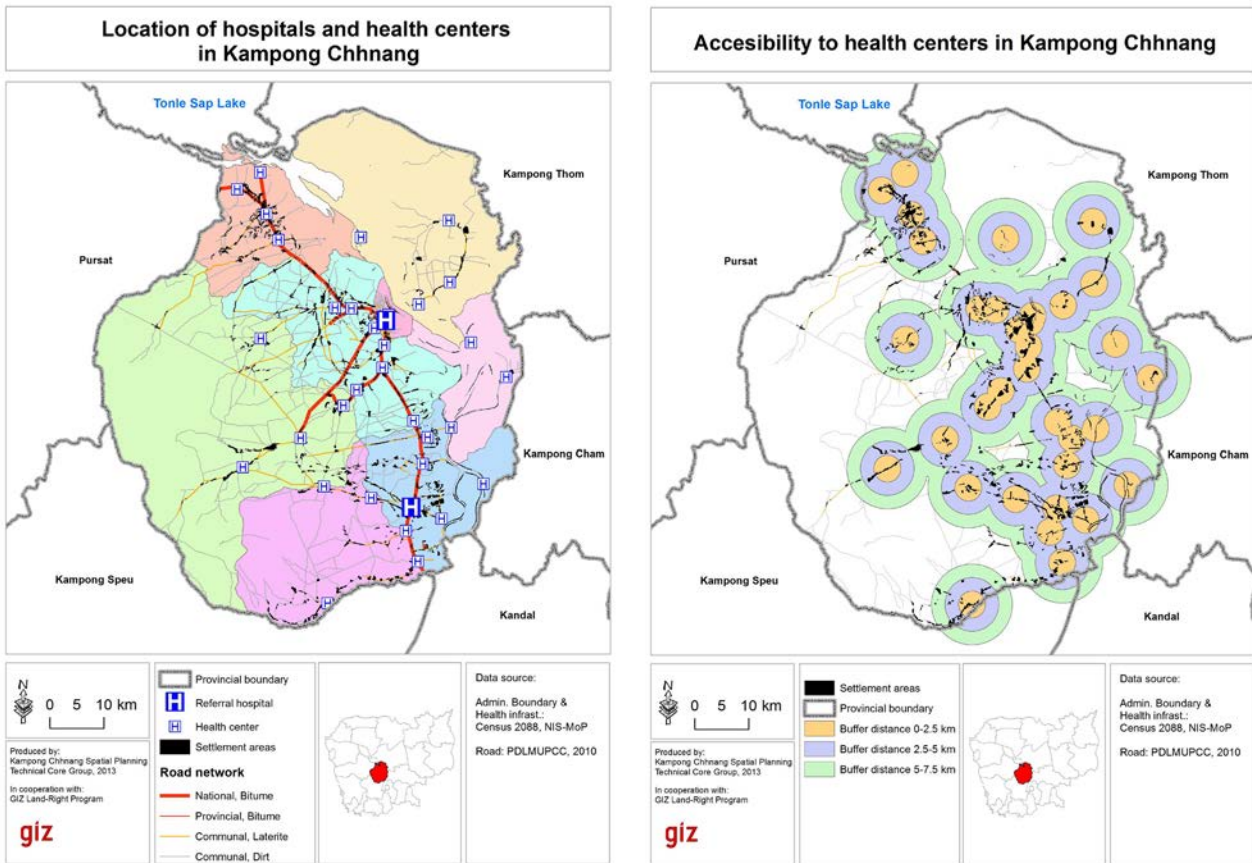 Location of hospitals and health centers
in Kampong Chhnang
Tonle Sap Lake
Kampong Thom
Pursat
Kampong Cham
Kampong Speu
Kandal
N
0 5 10 km
Produced by:
Kampong Chhnang Spatial Planning
Technical Core Group, 2013
In cooperation with:
GIZ Land-Right Program
giz
Provincial boundary
H Referral hospital
H Health center
Settlement areas
Road network
National, Bitume
Provincial, Bitume
Communal, Laterite
Communal, Dirt
Data source:
Admin. Boundary &
Health infrast.:
Census 2088, NIS-MoP
Road: PDLMUPCC, 2010
Accesibility to health centers in Kampong Chhnang
Tonle Sap Lake
Kampong Thom
Pursat
Kampong Cham
Kampong Speu
Kandal
N
0 5 10 km
Produced by:
Kampong Chhnang Spatial Planning
Technical Core Group, 2013
In cooperation with:
GIZ Land-Right Program
giz
Settlement areas
Provincial boundary
Buffer distance 0-2.5 km
Buffer distance 2.5-5 km
Buffer distance 5-7.5 km
Data source:
Admin. Boundary &
Health infrast.:
Census 2088, NIS-MoP
Road: PDLMUPCC, 2010